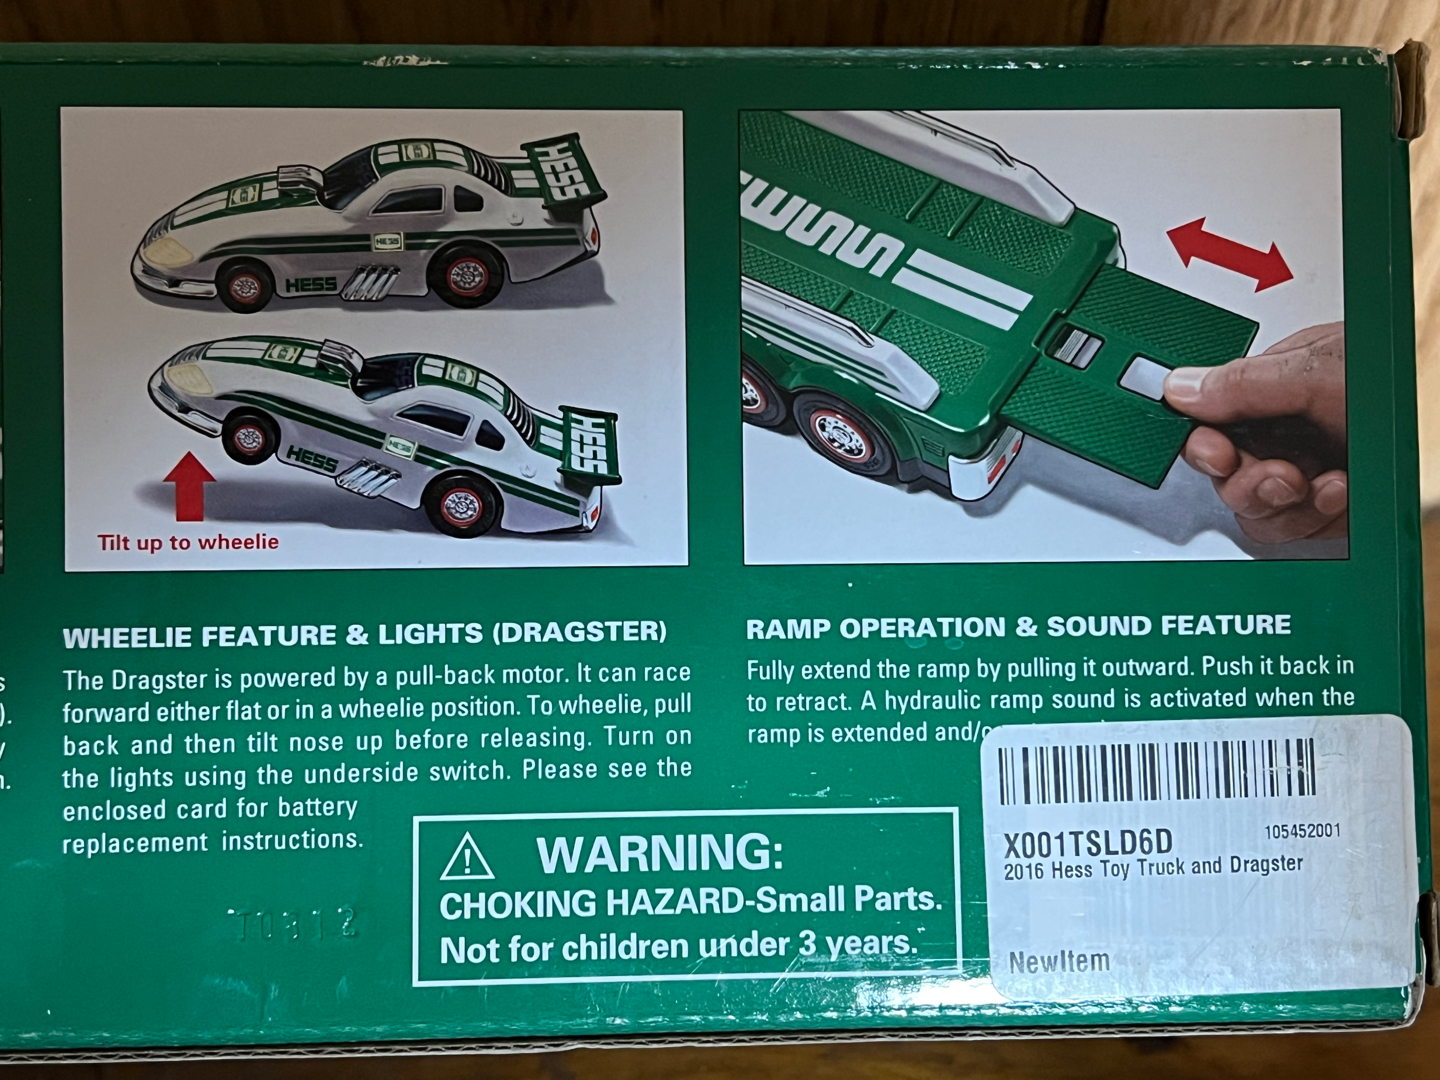 HESS
HESS
HESS
HESS
Tilt up to wheelie
HESS
HESS
HESS
WHEELIE FEATURE & LIGHTS (DRAGSTER)
The Dragster is powered by a pull-back motor. It can race
forward either flat or in a wheelie position. To wheelie, pull
back and then tilt nose up before releasing. Turn on
the lights using the underside switch. Please see the
enclosed card for battery
replacement instructions.
RAMP OPERATION & SOUND FEATURE
Fully extend the ramp by pulling it outward. Push it back in
to retract. A hydraulic ramp sound is activated when the
ramp is extended
WARNING:
CHOKING HAZARD-Small Parts.
Not for children under 3 years.
X001TSLD6D
105452001
2016 Hess Toy Truck and Dragster
NewItem